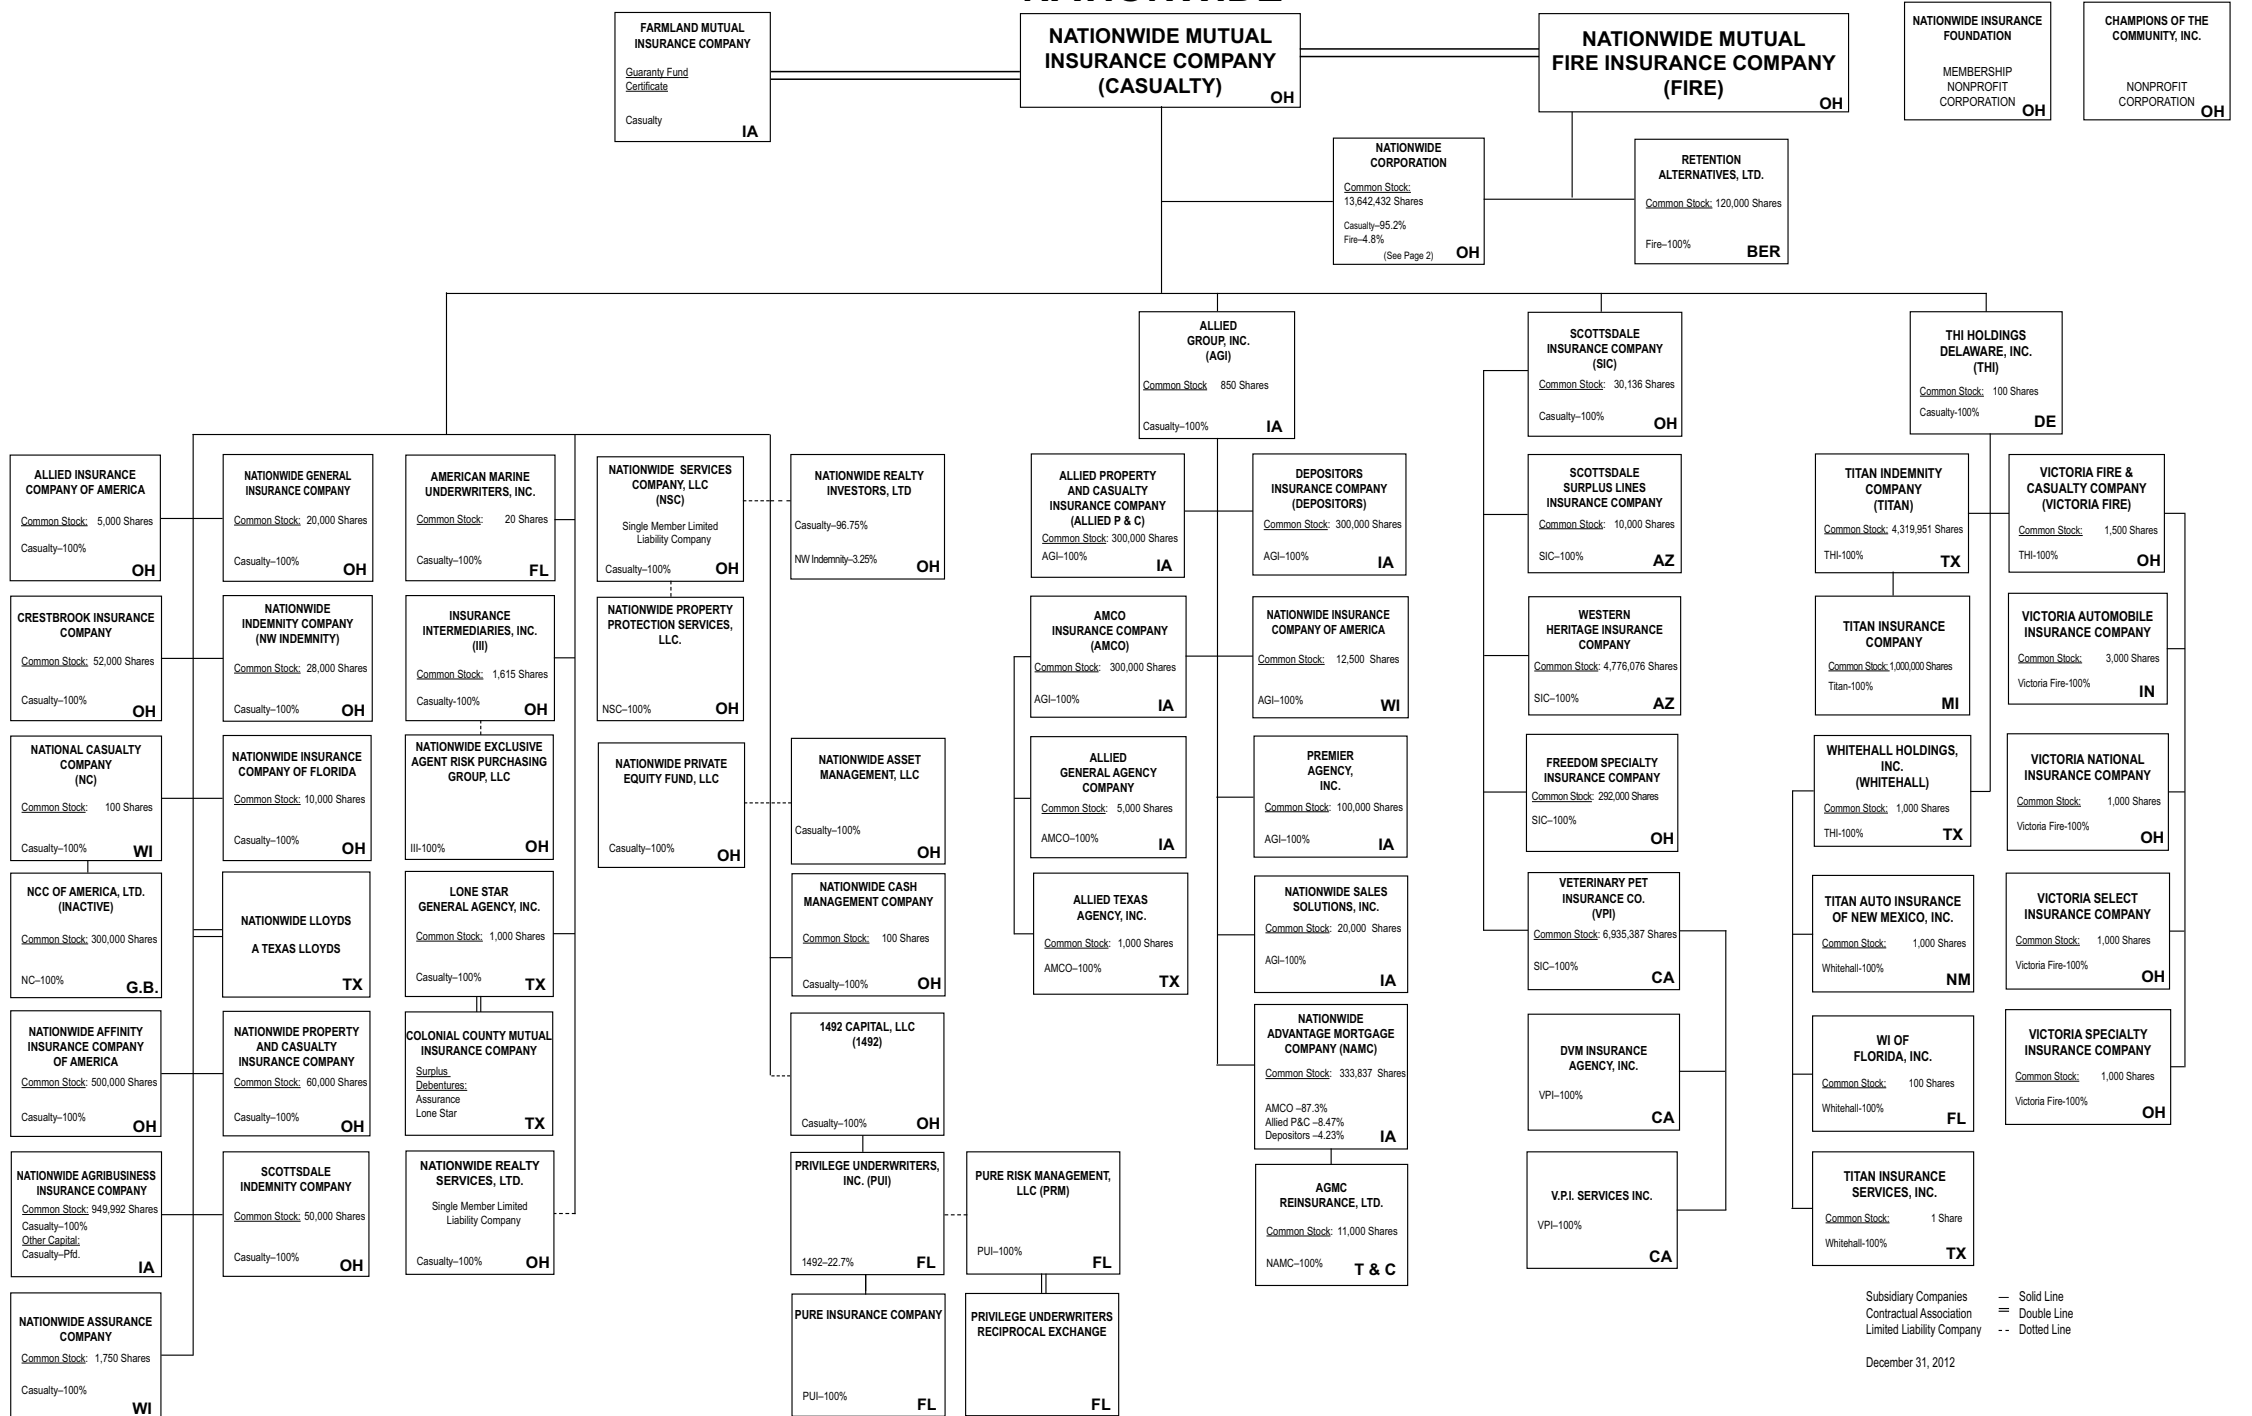 NATIONWIDE
FARMLAND MUTUAL
INSURANCE COMPANY
Guaranty Fund
Certificate
Casualty
IA
NATIONWIDE MUTUAL
INSURANCE COMPANY
(CASUALTY)
OH
NATIONWIDE MUTUAL
FIRE INSURANCE COMPANY
(FIRE)
OH
NATIONWIDE INSURANCE
FOUNDATION
MEMBERSHIP
NONPROFIT
CORPORATION
OH
CHAMPIONS OF THE
COMMUNITY, INC.
NONPROFIT
CORPORATION
OH
NATIONWIDE
CORPORATION
Common Stock:
13,642,432 Shares
Casualty–95.2%
Fire–4.8%
(See Page 2)
OH
RETENTION
ALTERNATIVES, LTD.
Common Stock: 120,000 Shares
Fire–100%
BER
ALLIED
GROUP, INC.
(AGI)
Common Stock 850 Shares
Casualty–100%
IA
SCOTTSDALE
INSURANCE COMPANY
(SIC)
Common Stock: 30,136 Shares
Casualty–100%
OH
THI HOLDINGS
DELAWARE, INC.
(THI)
Common Stock: 100 Shares
Casualty-100%
DE
ALLIED INSURANCE
COMPANY OF AMERICA
Common Stock: 5,000 Shares
Casualty–100%
OH
NATIONWIDE GENERAL
INSURANCE COMPANY
Common Stock: 20,000 Shares
Casualty–100%
OH
AMERICAN MARINE
UNDERWRITERS, INC.
Common Stock: 20 Shares
Casualty–100%
FL
NATIONWIDE SERVICES
COMPANY, LLC
(NSC)
Single Member Limited
Liability Company
Casualty–100%
OH
NATIONWIDE REALTY
INVESTORS, LTD
Casualty–96.75%
NW Indemnity–3.25%
OH
ALLIED PROPERTY
AND CASUALTY
INSURANCE COMPANY
(ALLIED P & C)
Common Stock: 300,000 Shares
AGI–100%
IA
DEPOSITORS
INSURANCE COMPANY
(DEPOSITORS)
Common Stock: 300,000 Shares
AGI–100%
IA
SCOTTSDALE
SURPLUS LINES
INSURANCE COMPANY
Common Stock: 10,000 Shares
SIC–100%
AZ
TITAN INDEMNITY
COMPANY
(TITAN)
Common Stock: 4,319,951 Shares
THI-100%
TX
VICTORIA FIRE &
CASUALTY COMPANY
(VICTORIA FIRE)
Common Stock: 1,500 Shares
THI-100%
OH
CRESTBROOK INSURANCE
COMPANY
Common Stock: 52,000 Shares
Casualty–100%
OH
NATIONWIDE
INDEMNITY COMPANY
(NW INDEMNITY)
Common Stock: 28,000 Shares
Casualty–100%
OH
INSURANCE
INTERMEDIARIES, INC.
(III)
Common Stock: 1,615 Shares
Casualty-100%
OH
NATIONWIDE PROPERTY
PROTECTION SERVICES,
LLC.
NSC–100%
OH
AMCO
INSURANCE COMPANY
(AMCO)
Common Stock: 300,000 Shares
AGI–100%
IA
NATIONWIDE INSURANCE
COMPANY OF AMERICA
Common Stock: 12,500 Shares
AGI–100%
WI
WESTERN
HERITAGE INSURANCE
COMPANY
Common Stock: 4,776,076 Shares
SIC–100%
AZ
TITAN INSURANCE
COMPANY
Common Stock: 1,000,000 Shares
Titan-100%
MI
VICTORIA AUTOMOBILE
INSURANCE COMPANY
Common Stock: 3,000 Shares
Victoria Fire-100%
IN
NATIONAL CASUALTY
COMPANY
(NC)
Common Stock: 100 Shares
Casualty–100%
WI
NATIONWIDE INSURANCE
COMPANY OF FLORIDA
Common Stock: 10,000 Shares
Casualty–100%
OH
NATIONWIDE EXCLUSIVE
AGENT RISK PURCHASING
GROUP, LLC
III-100%
OH
NATIONWIDE PRIVATE
EQUITY FUND, LLC
Casualty–100%
OH
NATIONWIDE ASSET
MANAGEMENT, LLC
Casualty–100%
OH
ALLIED
GENERAL AGENCY
COMPANY
Common Stock: 5,000 Shares
AMCO–100%
IA
PREMIER
AGENCY,
INC.
Common Stock: 100,000 Shares
AGI–100%
IA
FREEDOM SPECIALTY
INSURANCE COMPANY
Common Stock: 292,000 Shares
SIC–100%
OH
WHITEHALL HOLDINGS,
INC.
(WHITEHALL)
Common Stock: 1,000 Shares
THI-100%
TX
VICTORIA NATIONAL
INSURANCE COMPANY
Common Stock: 1,000 Shares
Victoria Fire-100%
OH
NCC OF AMERICA, LTD.
(INACTIVE)
Common Stock: 300,000 Shares
NC–100%
G.B.
NATIONWIDE LLOYDS
A TEXAS LLOYDS
TX
LONE STAR
GENERAL AGENCY, INC.
Common Stock: 1,000 Shares
Casualty–100%
TX
NATIONWIDE CASH
MANAGEMENT COMPANY
Common Stock: 100 Shares
Casualty–100%
OH
ALLIED TEXAS
AGENCY, INC.
Common Stock: 1,000 Shares
AMCO–100%
TX
NATIONWIDE SALES
SOLUTIONS, INC.
Common Stock: 20,000 Shares
AGI–100%
IA
VETERINARY PET
INSURANCE CO.
(VPI)
Common Stock: 6,935,387 Shares
SIC–100%
CA
TITAN AUTO INSURANCE
OF NEW MEXICO, INC.
Common Stock: 1,000 Shares
Whitehall-100%
NM
VICTORIA SELECT
INSURANCE COMPANY
Common Stock: 1,000 Shares
Victoria Fire-100%
OH
NATIONWIDE AFFINITY
INSURANCE COMPANY
OF AMERICA
Common Stock: 500,000 Shares
Casualty–100%
OH
NATIONWIDE PROPERTY
AND CASUALTY
INSURANCE COMPANY
Common Stock: 60,000 Shares
Casualty–100%
OH
COLONIAL COUNTY MUTUAL
INSURANCE COMPANY
Surplus
Debentures:
Assurance
Lone Star
TX
1492 CAPITAL, LLC
(1492)
Casualty–100%
OH
NATIONWIDE
ADVANTAGE MORTGAGE
COMPANY (NAMC)
Common Stock: 333,837 Shares
AMCO –87.3%
Allied P&C –8.47%
Depositors –4.23%
IA
DVM INSURANCE
AGENCY, INC.
VPI–100%
CA
WI OF
FLORIDA, INC.
Common Stock: 100 Shares
Whitehall-100%
FL
VICTORIA SPECIALTY
INSURANCE COMPANY
Common Stock: 1,000 Shares
Victoria Fire-100%
OH
NATIONWIDE AGRIBUSINESS
INSURANCE COMPANY
Common Stock: 949,992 Shares
Casualty–100%
Other Capital:
Casualty–Pfd.
IA
SCOTTSDALE
INDEMNITY COMPANY
Common Stock: 50,000 Shares
Casualty–100%
OH
NATIONWIDE REALTY
SERVICES, LTD.
Single Member Limited
Liability Company
Casualty–100%
OH
PRIVILEGE UNDERWRITERS,
INC. (PUI)
1492–22.7%
FL
PURE RISK MANAGEMENT,
LLC (PRM)
PUI–100%
FL
AGMC
REINSURANCE, LTD.
Common Stock: 11,000 Shares
NAMC–100%
T & C
V.P.I. SERVICES INC.
VPI–100%
CA
TITAN INSURANCE
SERVICES, INC.
Common Stock: 1 Share
Whitehall-100%
TX
NATIONWIDE ASSURANCE
COMPANY
Common Stock: 1,750 Shares
Casualty–100%
WI
PURE INSURANCE COMPANY
PUI–100%
FL
PRIVILEGE UNDERWRITERS
RECIPROCAL EXCHANGE
FL
Subsidiary Companies — Solid Line
Contractual Association = Double Line
Limited Liability Company -- Dotted Line
December 31, 2012